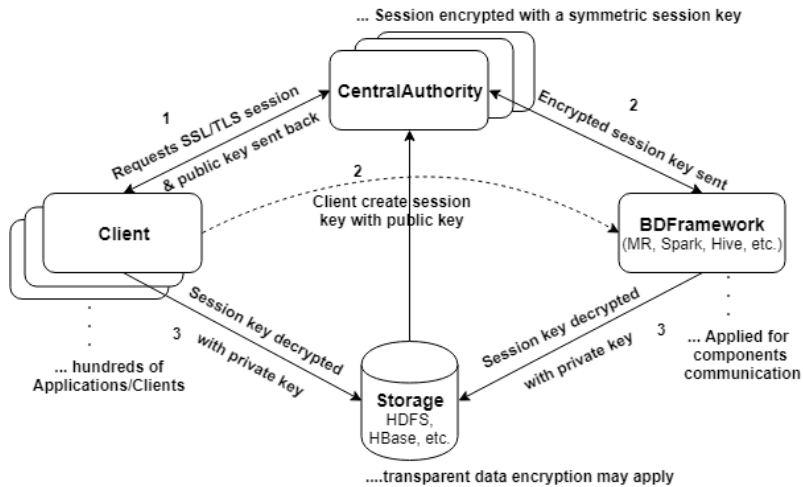 ... Session encrypted with a symmetric session key
CentralAuthority
1
Requests SSL/TLS session
& public key sent back
2
Encrypted session key sent
2
Client create session
key with public key
Client
BDFramework
(MR, Spark, Hive, etc.)
Session key decrypted
3
with private key
Session key decrypted
3
with private key
... hundreds of
Applications/Clients
... Applied for
components
communication
Storage
HDFS,
HBase, etc.
....transparent data encryption may apply